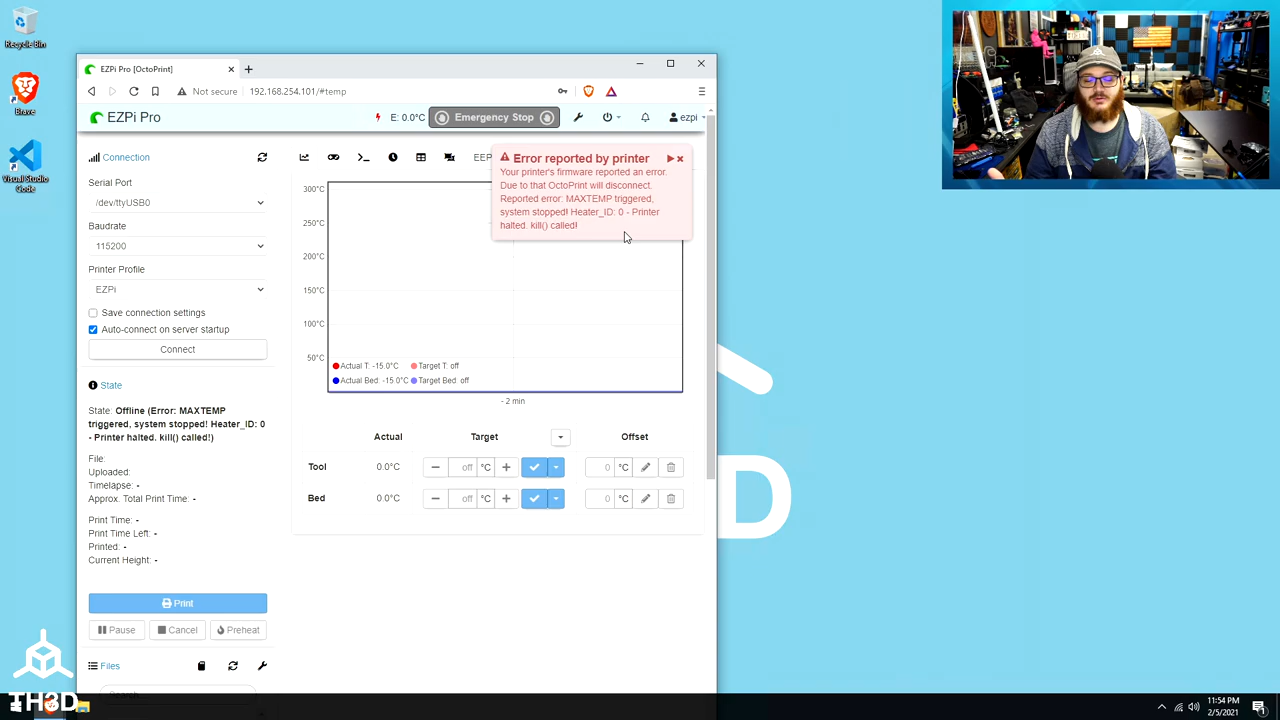 Recycle Bin
Brave
Visual Studio
Code
EZPi Pro [OctoPrint]
Not secure
192.168.254.101/#temp
EZPi Pro
E: 0.0°C
Emergency Stop
ezpi
Connection
Serial Port
/dev/ttyUSB0
Baudrate
115200
Printer Profile
EZPi
Save connection settings
Auto-connect on server startup
Connect
State
State: Offline (Error: MAXTEMP
triggered, system stopped! Heater_ID: 0
- Printer halted. kill() called!)
File:
Uploaded:
Timelapse: -
Approx. Total Print Time: -
Print Time: -
Print Time Left: -
Printed: -
Current Height: -
Print
Pause
Cancel
Preheat
Files
Search...
EEP
Error reported by printer
Your printer's firmware reported an error.
Due to that OctoPrint will disconnect.
Reported error: MAXTEMP triggered,
system stopped! Heater_ID: 0 - Printer
halted. kill() called!
300°C
250°C
200°C
150°C
100°C
50°C
Actual T: -15.0°C
Target T: off
Actual Bed: -15.0°C
Target Bed: off
- 2 min
Actual
Target
Offset
Tool
0.0°C
off
°C
0
°C
Bed
0.0°C
off
°C
0
°C
TH3D
3D
11:54 PM
2/5/2021
1